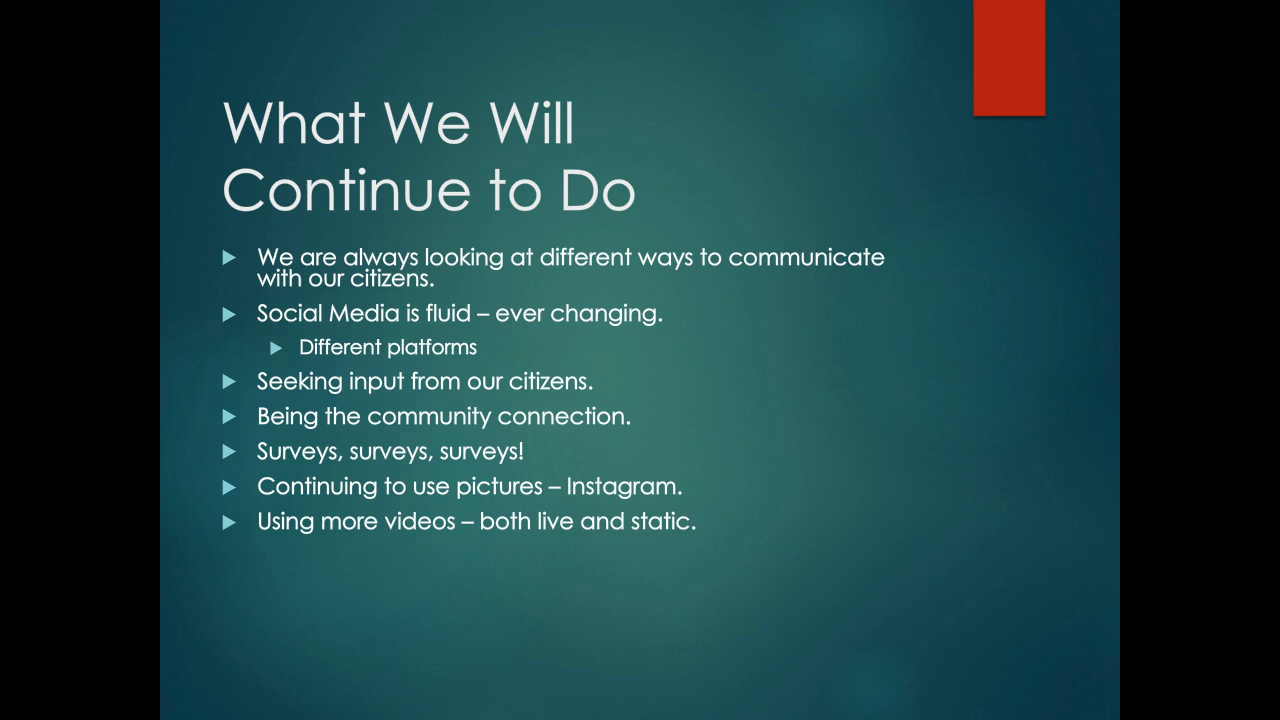 What We Will
Continue to Do
We are always looking at different ways to communicate
with our citizens.
Social Media is fluid – ever changing.
Different platforms
Seeking input from our citizens.
Being the community connection.
Surveys, surveys, surveys!
Continuing to use pictures – Instagram.
Using more videos – both live and static.